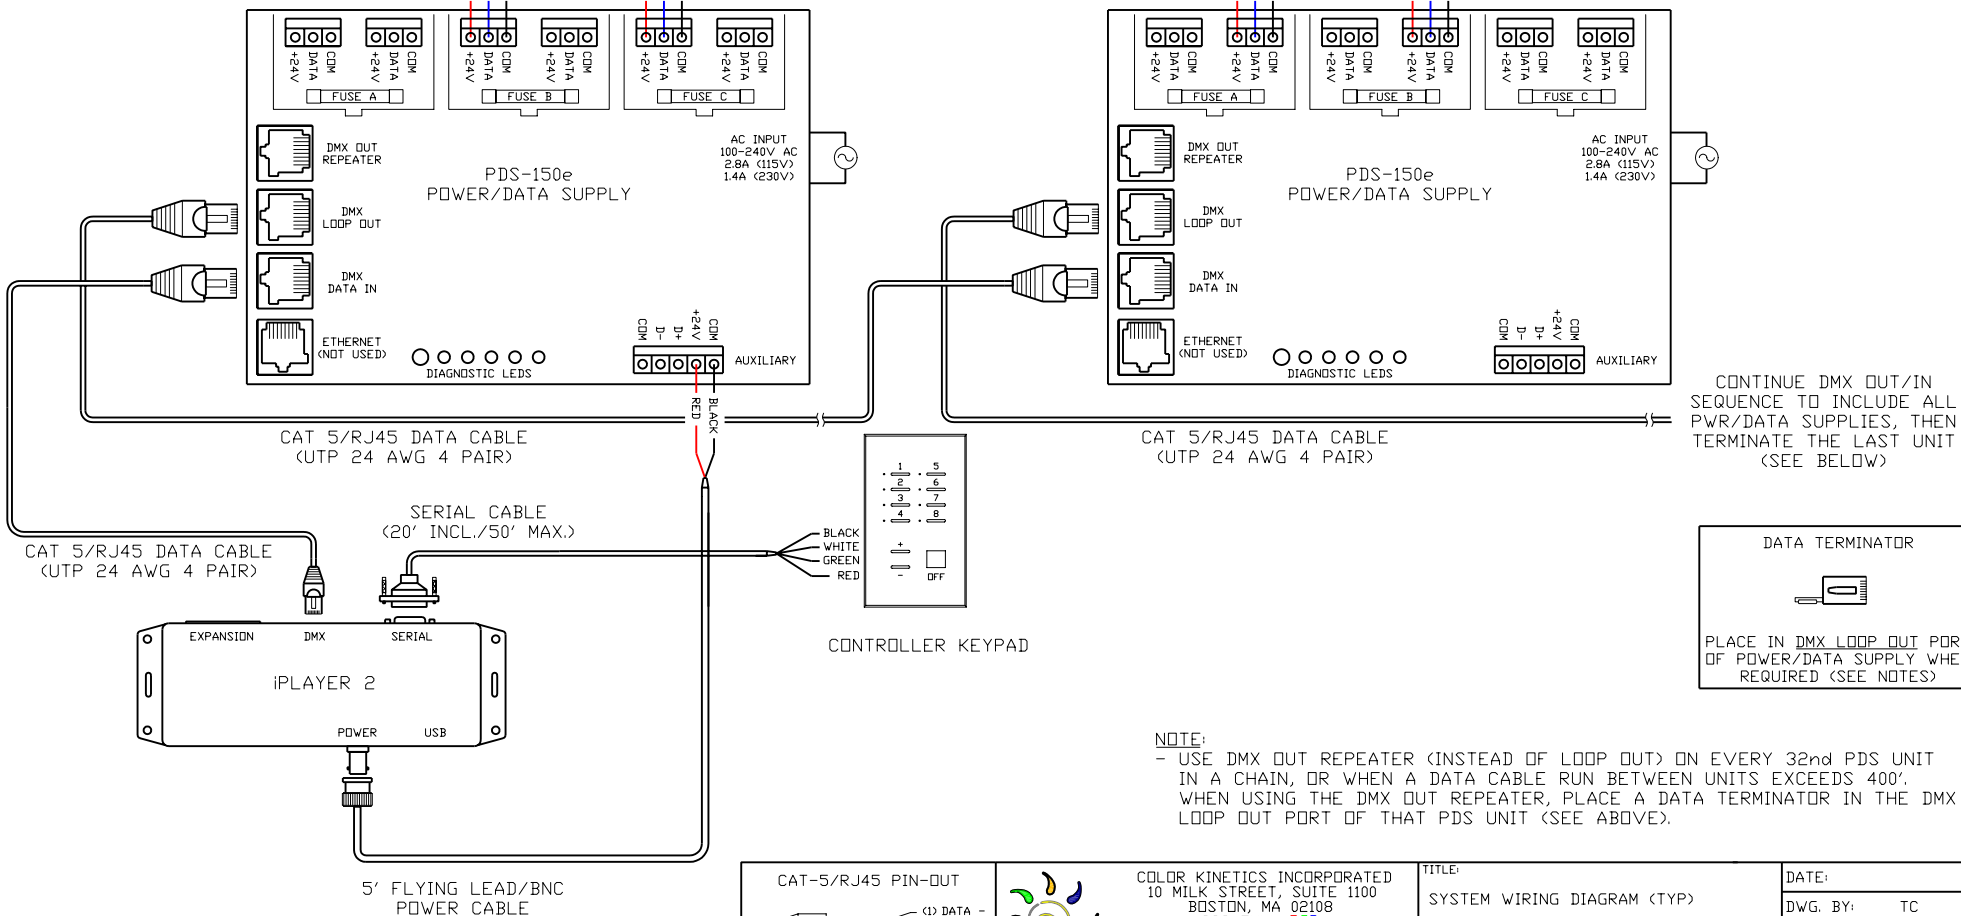 +24V DATA COM +24V DATA COM +24V DATA COM +24V DATA COM +24V DATA COM +24V DATA COM
FUSE A FUSE B FUSE C
DMX OUT
REPEATER
PDS-150e
POWER/DATA SUPPLY
AC INPUT
100-240V AC
2.8A (115V)
1.4A (230V)
DMX
LOOP OUT
DMX
DATA IN
ETHERNET
(NOT USED)
DIAGNOSTIC LEDS
COM D- D+ +24V COM
AUXILIARY
RED BLACK
+24V DATA COM +24V DATA COM +24V DATA COM +24V DATA COM +24V DATA COM +24V DATA COM
FUSE A FUSE B FUSE C
DMX OUT
REPEATER
PDS-150e
POWER/DATA SUPPLY
AC INPUT
100-240V AC
2.8A (115V)
1.4A (230V)
DMX
LOOP OUT
DMX
DATA IN
ETHERNET
(NOT USED)
DIAGNOSTIC LEDS
COM D- D+ +24V COM
AUXILIARY
CONTINUE DMX OUT/IN
SEQUENCE TO INCLUDE ALL
PWR/DATA SUPPLIES, THEN
TERMINATE THE LAST UNIT
(SEE BELOW)
CAT 5/RJ45 DATA CABLE
(UTP 24 AWG 4 PAIR)
CAT 5/RJ45 DATA CABLE
(UTP 24 AWG 4 PAIR)
SERIAL CABLE
(20' INCL./50' MAX.)
CAT 5/RJ45 DATA CABLE
(UTP 24 AWG 4 PAIR)
BLACK
WHITE
GREEN
RED
1 5
2 6
3 7
4 8
+
-
OFF
CONTROLLER KEYPAD
EXPANSION DMX SERIAL
iPLAYER 2
POWER USB
5' FLYING LEAD/BNC
POWER CABLE
DATA TERMINATOR
PLACE IN DMX LOOP OUT POR
OF POWER/DATA SUPPLY WHE
REQUIRED (SEE NOTES)
NOTE:
- USE DMX OUT REPEATER (INSTEAD OF LOOP OUT) ON EVERY 32nd PDS UNIT
IN A CHAIN, OR WHEN A DATA CABLE RUN BETWEEN UNITS EXCEEDS 400'.
WHEN USING THE DMX OUT REPEATER, PLACE A DATA TERMINATOR IN THE DMX
LOOP OUT PORT OF THAT PDS UNIT (SEE ABOVE).
CAT-5/RJ45 PIN-OUT
(1) DATA -
COLOR KINETICS INCORPORATED
10 MILK STREET, SUITE 1100
BOSTON, MA 02108
TITLE:
SYSTEM WIRING DIAGRAM (TYP)
DATE:
DWG. BY: TC